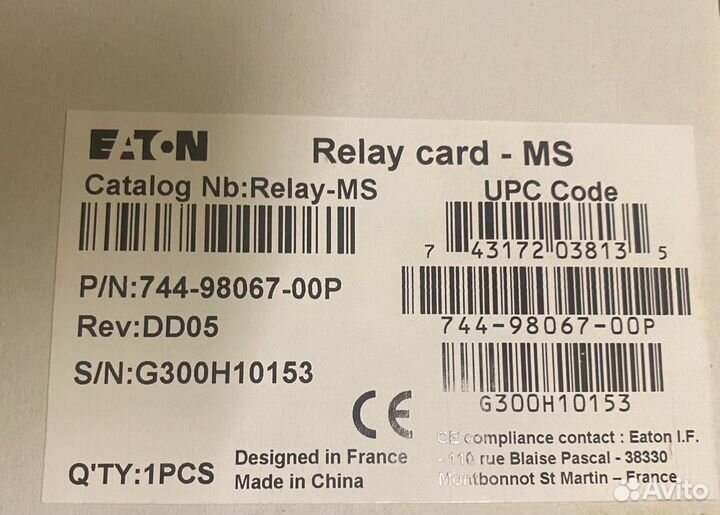 EATON
Relay card - MS
Catalog Nb:Relay-MS
UPC Code
7 43172 03813 5
P/N:744-98067-00P
744-98067-00P
Rev:DD05
S/N:G300H10153
G300H10153
CE
CE compliance contact : Eaton I.F.
- 110 rue Blaise Pascal - 38330
Montbonnot St Martin – France
Q'TY:1PCS
Designed in France
Made in China
Avito